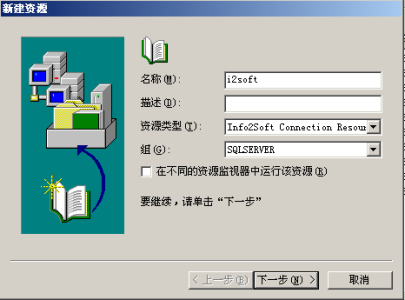 新建资源
名称(M):
i2soft
描述(D):
资源类型(T):
Info2Soft Connection Resour
组(G):
SQLSERVER
在不同的资源监视器中运行该资源(R)
要继续，请单击“下一步”
< 上一步(B)
下一步(N) >
取消